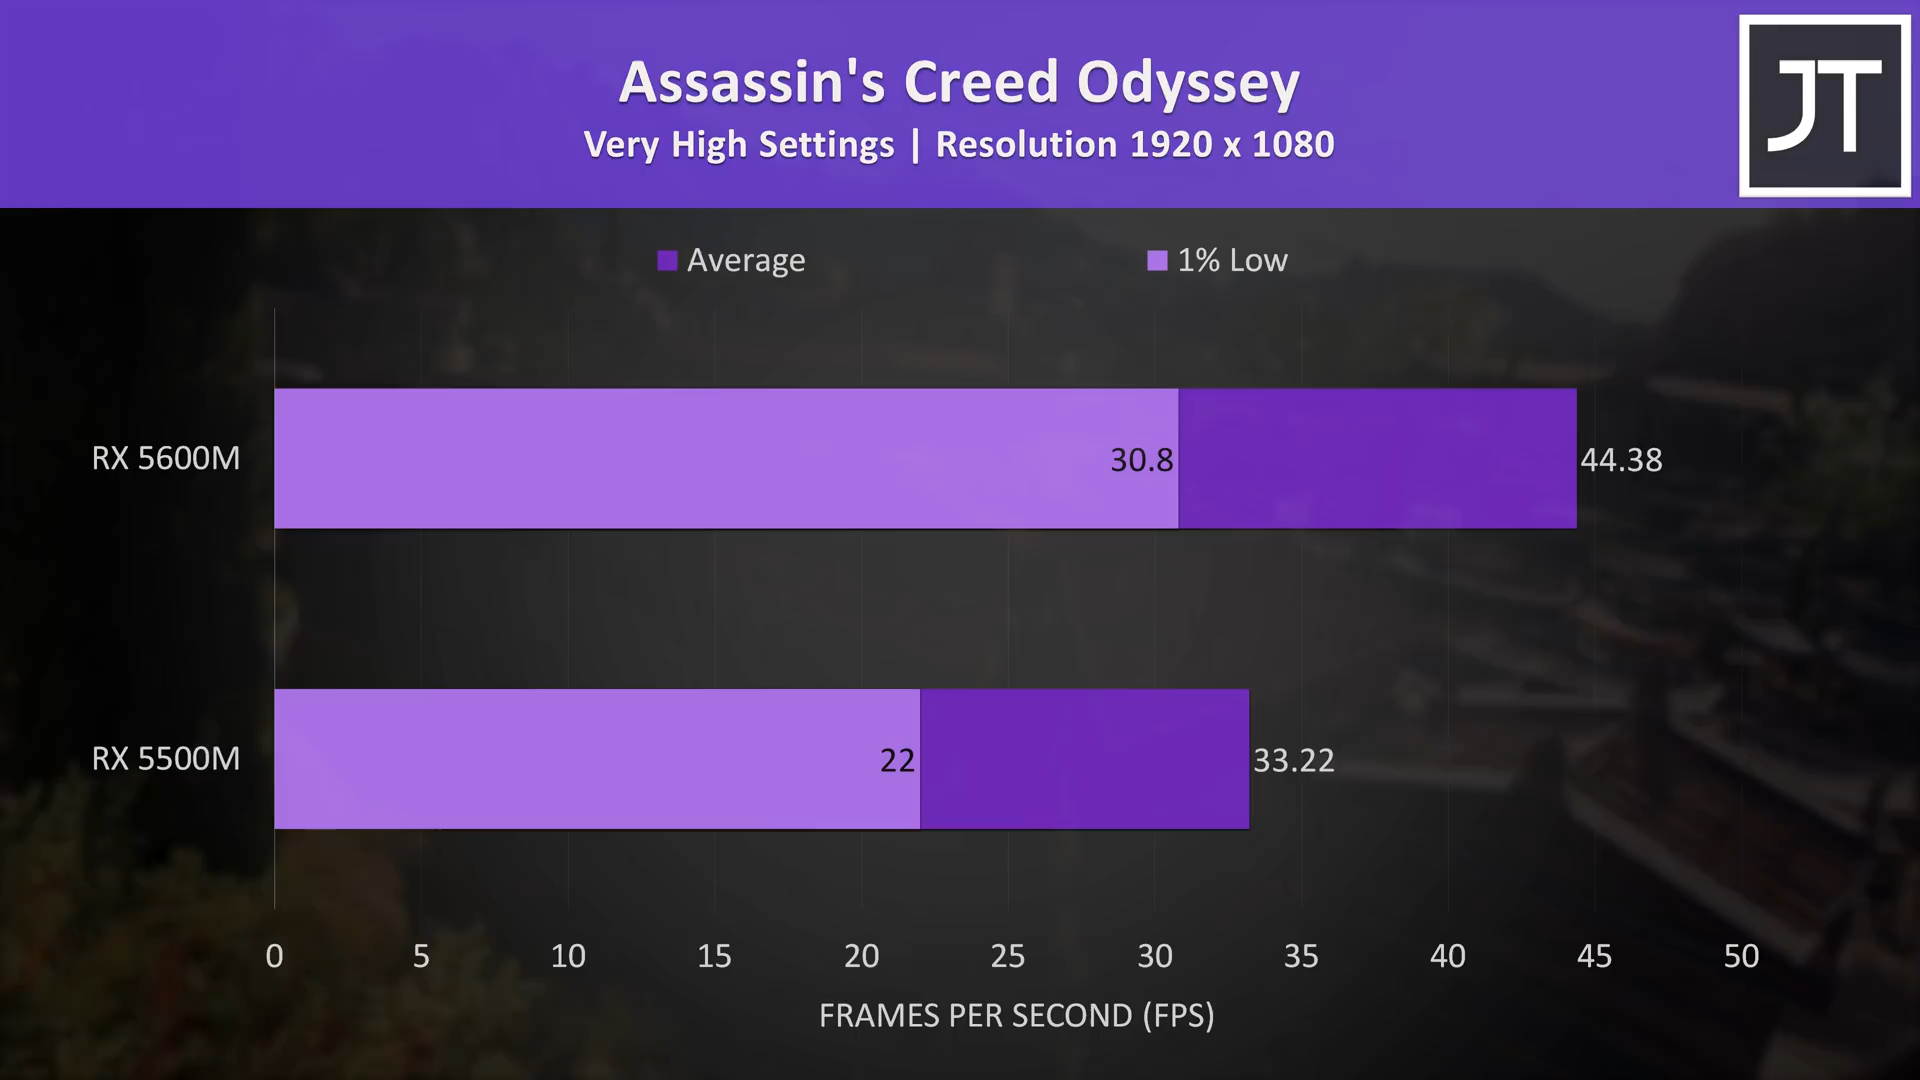 Assassin's Creed Odyssey
Very High Settings | Resolution 1920 x 1080
JT
Average
1% Low
RX 5600M
30.8
44.38
RX 5500M
22
33.22
0 5 10 15 20 25 30 35 40 45 50
FRAMES PER SECOND (FPS)